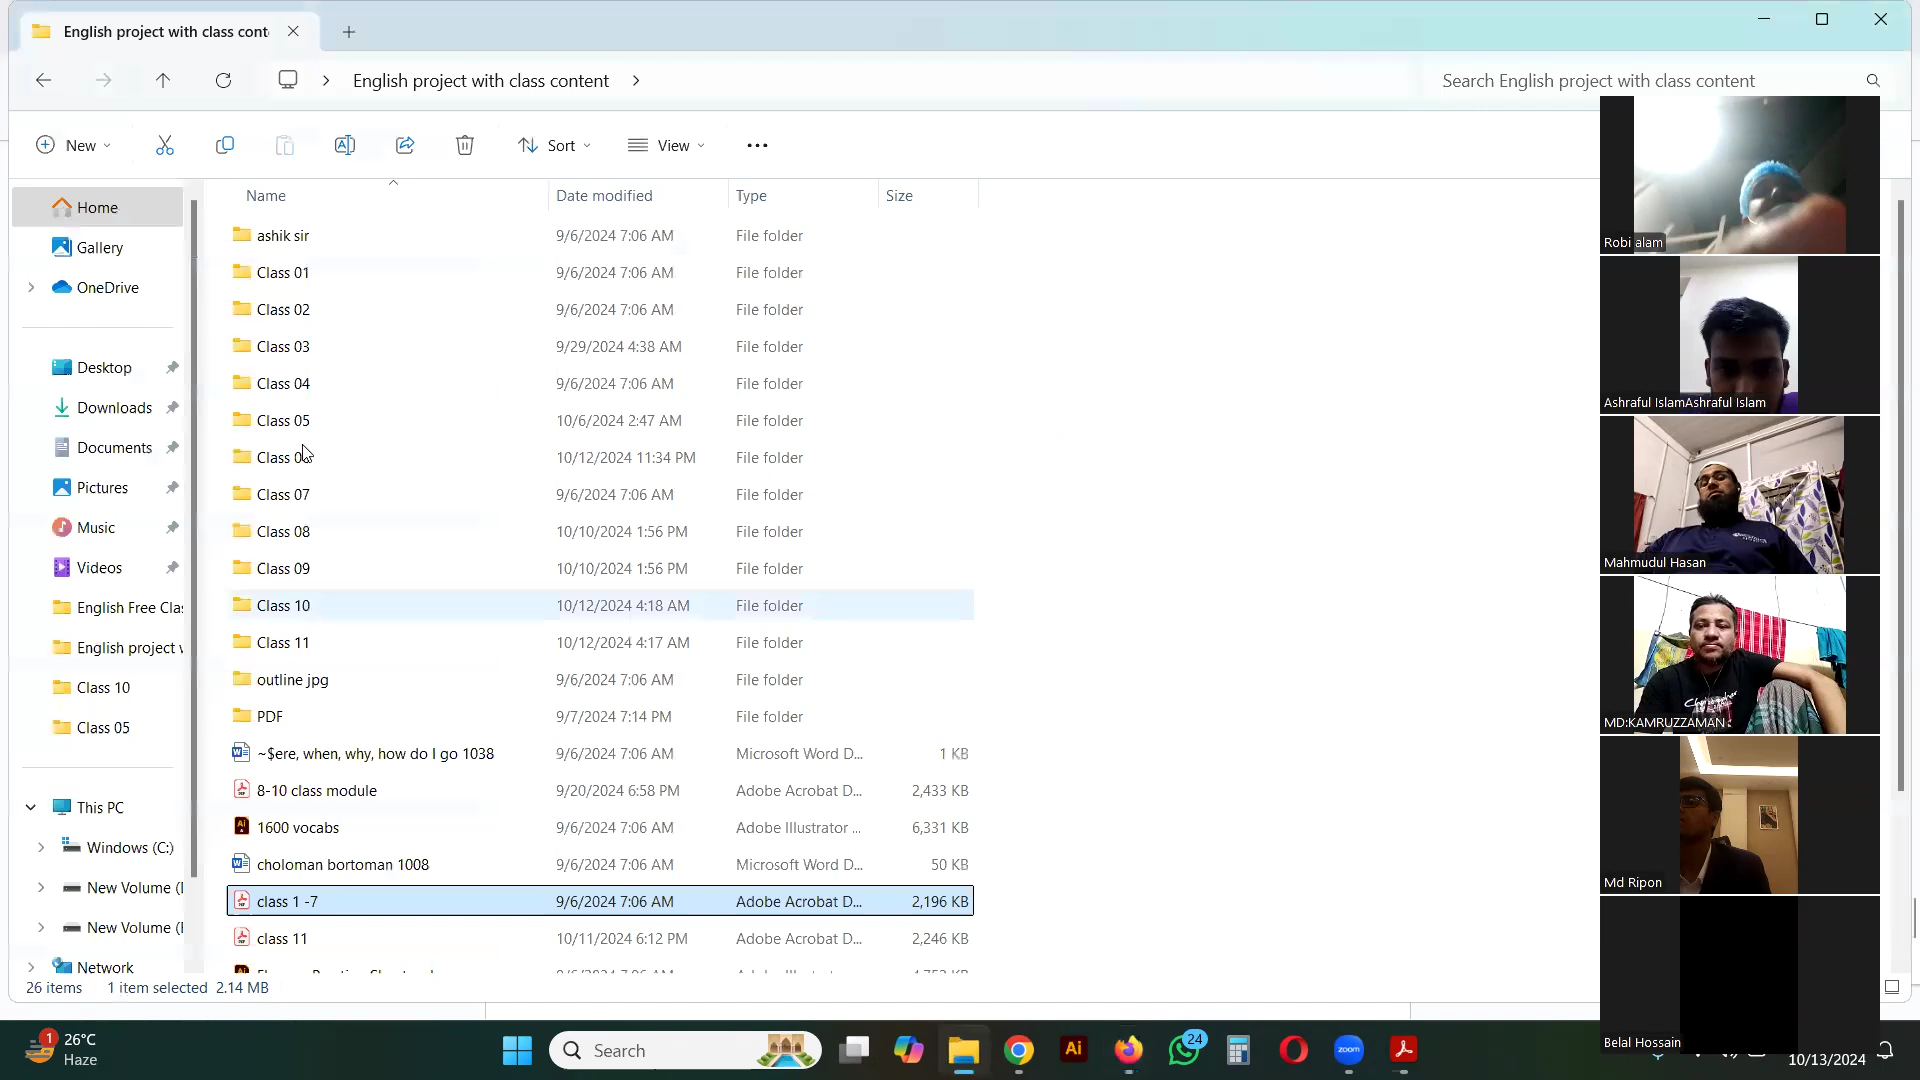 English project with class cont
English project with class content
Search English project with class content
New
Sort
View
Name
Date modified
Type
Size
Home
Gallery
OneDrive
Desktop
Downloads
Documents
Pictures
Music
Videos
English Free Cla
English project
Class 10
Class 05
This PC
Windows (C:)
New Volume (
New Volume (
Network
ashik sir 9/6/2024 7:06 AM File folder
Class 01 9/6/2024 7:06 AM File folder
Class 02 9/6/2024 7:06 AM File folder
Class 03 9/29/2024 4:38 AM File folder
Class 04 9/6/2024 7:06 AM File folder
Class 05 10/6/2024 2:47 AM File folder
Class 0 10/12/2024 11:34 PM File folder
Class 07 9/6/2024 7:06 AM File folder
Class 08 10/10/2024 1:56 PM File folder
Class 09 10/10/2024 1:56 PM File folder
Class 10 10/12/2024 4:18 AM File folder
Class 11 10/12/2024 4:17 AM File folder
outline jpg 9/6/2024 7:06 AM File folder
PDF 9/7/2024 7:14 PM File folder
~$ere, when, why, how do I go 1038 9/6/2024 7:06 AM Microsoft Word D... 1 KB
8-10 class module 9/20/2024 6:58 PM Adobe Acrobat D... 2,433 KB
1600 vocabs 9/6/2024 7:06 AM Adobe Illustrator ... 6,331 KB
choloman bortoman 1008 9/6/2024 7:06 AM Microsoft Word D... 50 KB
class 1 -7 9/6/2024 7:06 AM Adobe Acrobat D... 2,196 KB
class 11 10/11/2024 6:12 PM Adobe Acrobat D... 2,246 KB
26 items 1 item selected 2.14 MB
Robi alam
Ashraful IslamAshraful Islam
Mahmudul Hasan
MD:KAMRUZZAMAN
Md Ripon
Belal Hossain
1
26°C
Haze
Search
Ai
24
zoom
10/13/2024